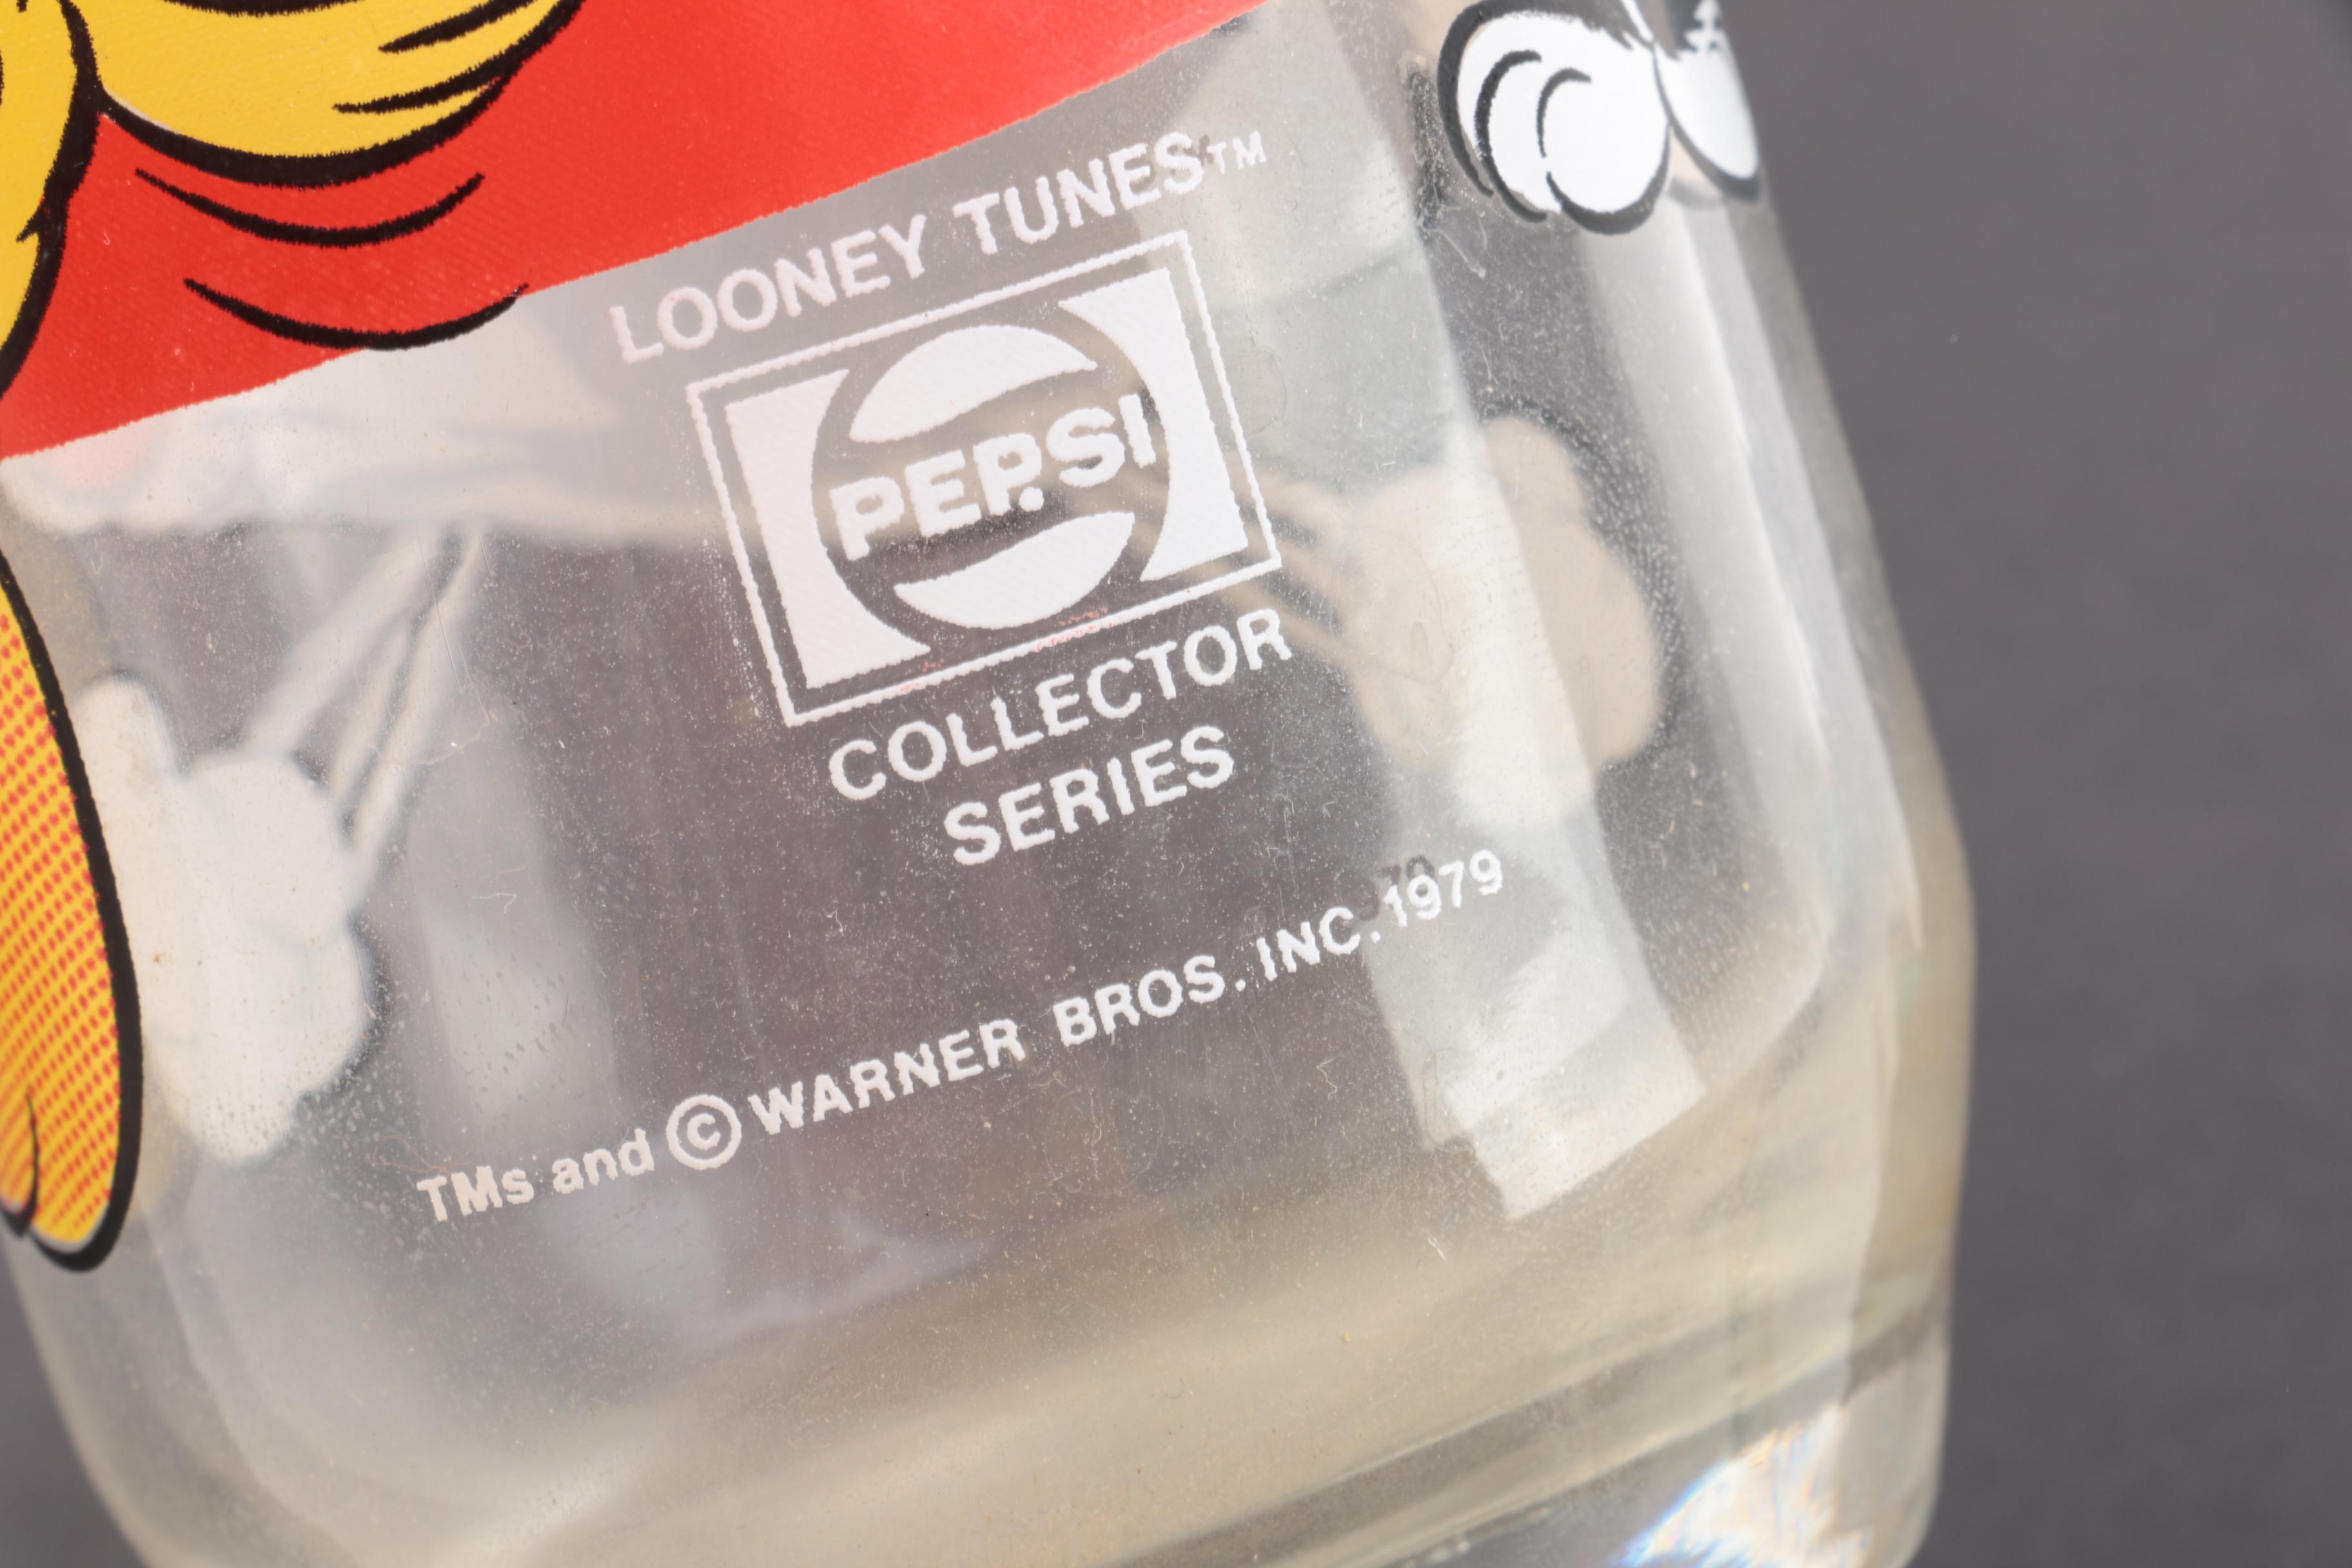 LOONEY TUNES™
PEPSI
COLLECTOR
SERIES
TMs and © WARNER BROS. INC. 1979